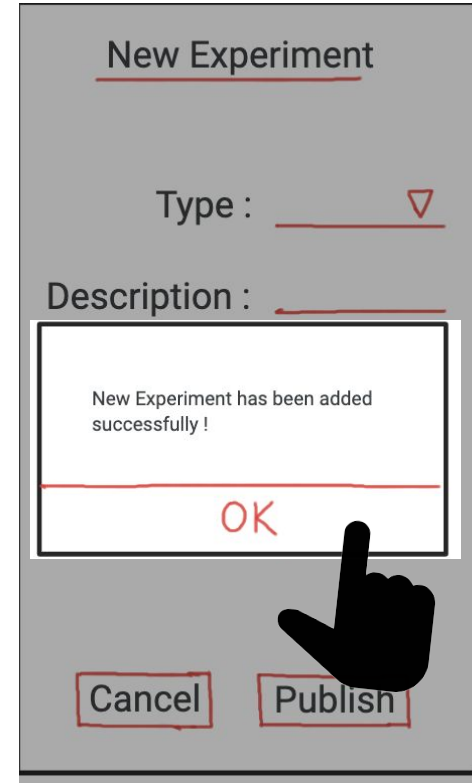 New Experiment
Type :
Description :
New Experiment has been added
successfully !
OK
Cancel
Publish